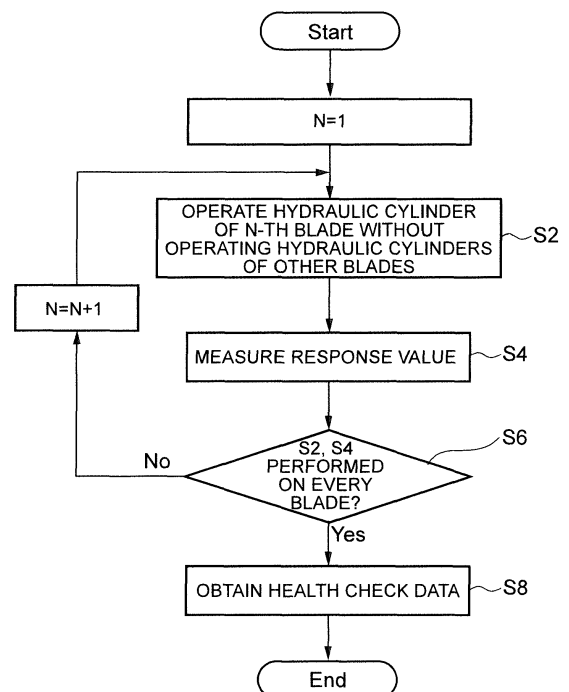 Start
N=1
OPERATE HYDRAULIC CYLINDER
OF N-TH BLADE WITHOUT
OPERATING HYDRAULIC CYLINDERS
OF OTHER BLADES
S2
N=N+1
MEASURE RESPONSE VALUE
S4
S2, S4
PERFORMED
ON EVERY
BLADE?
S6
No
Yes
OBTAIN HEALTH CHECK DATA
S8
End